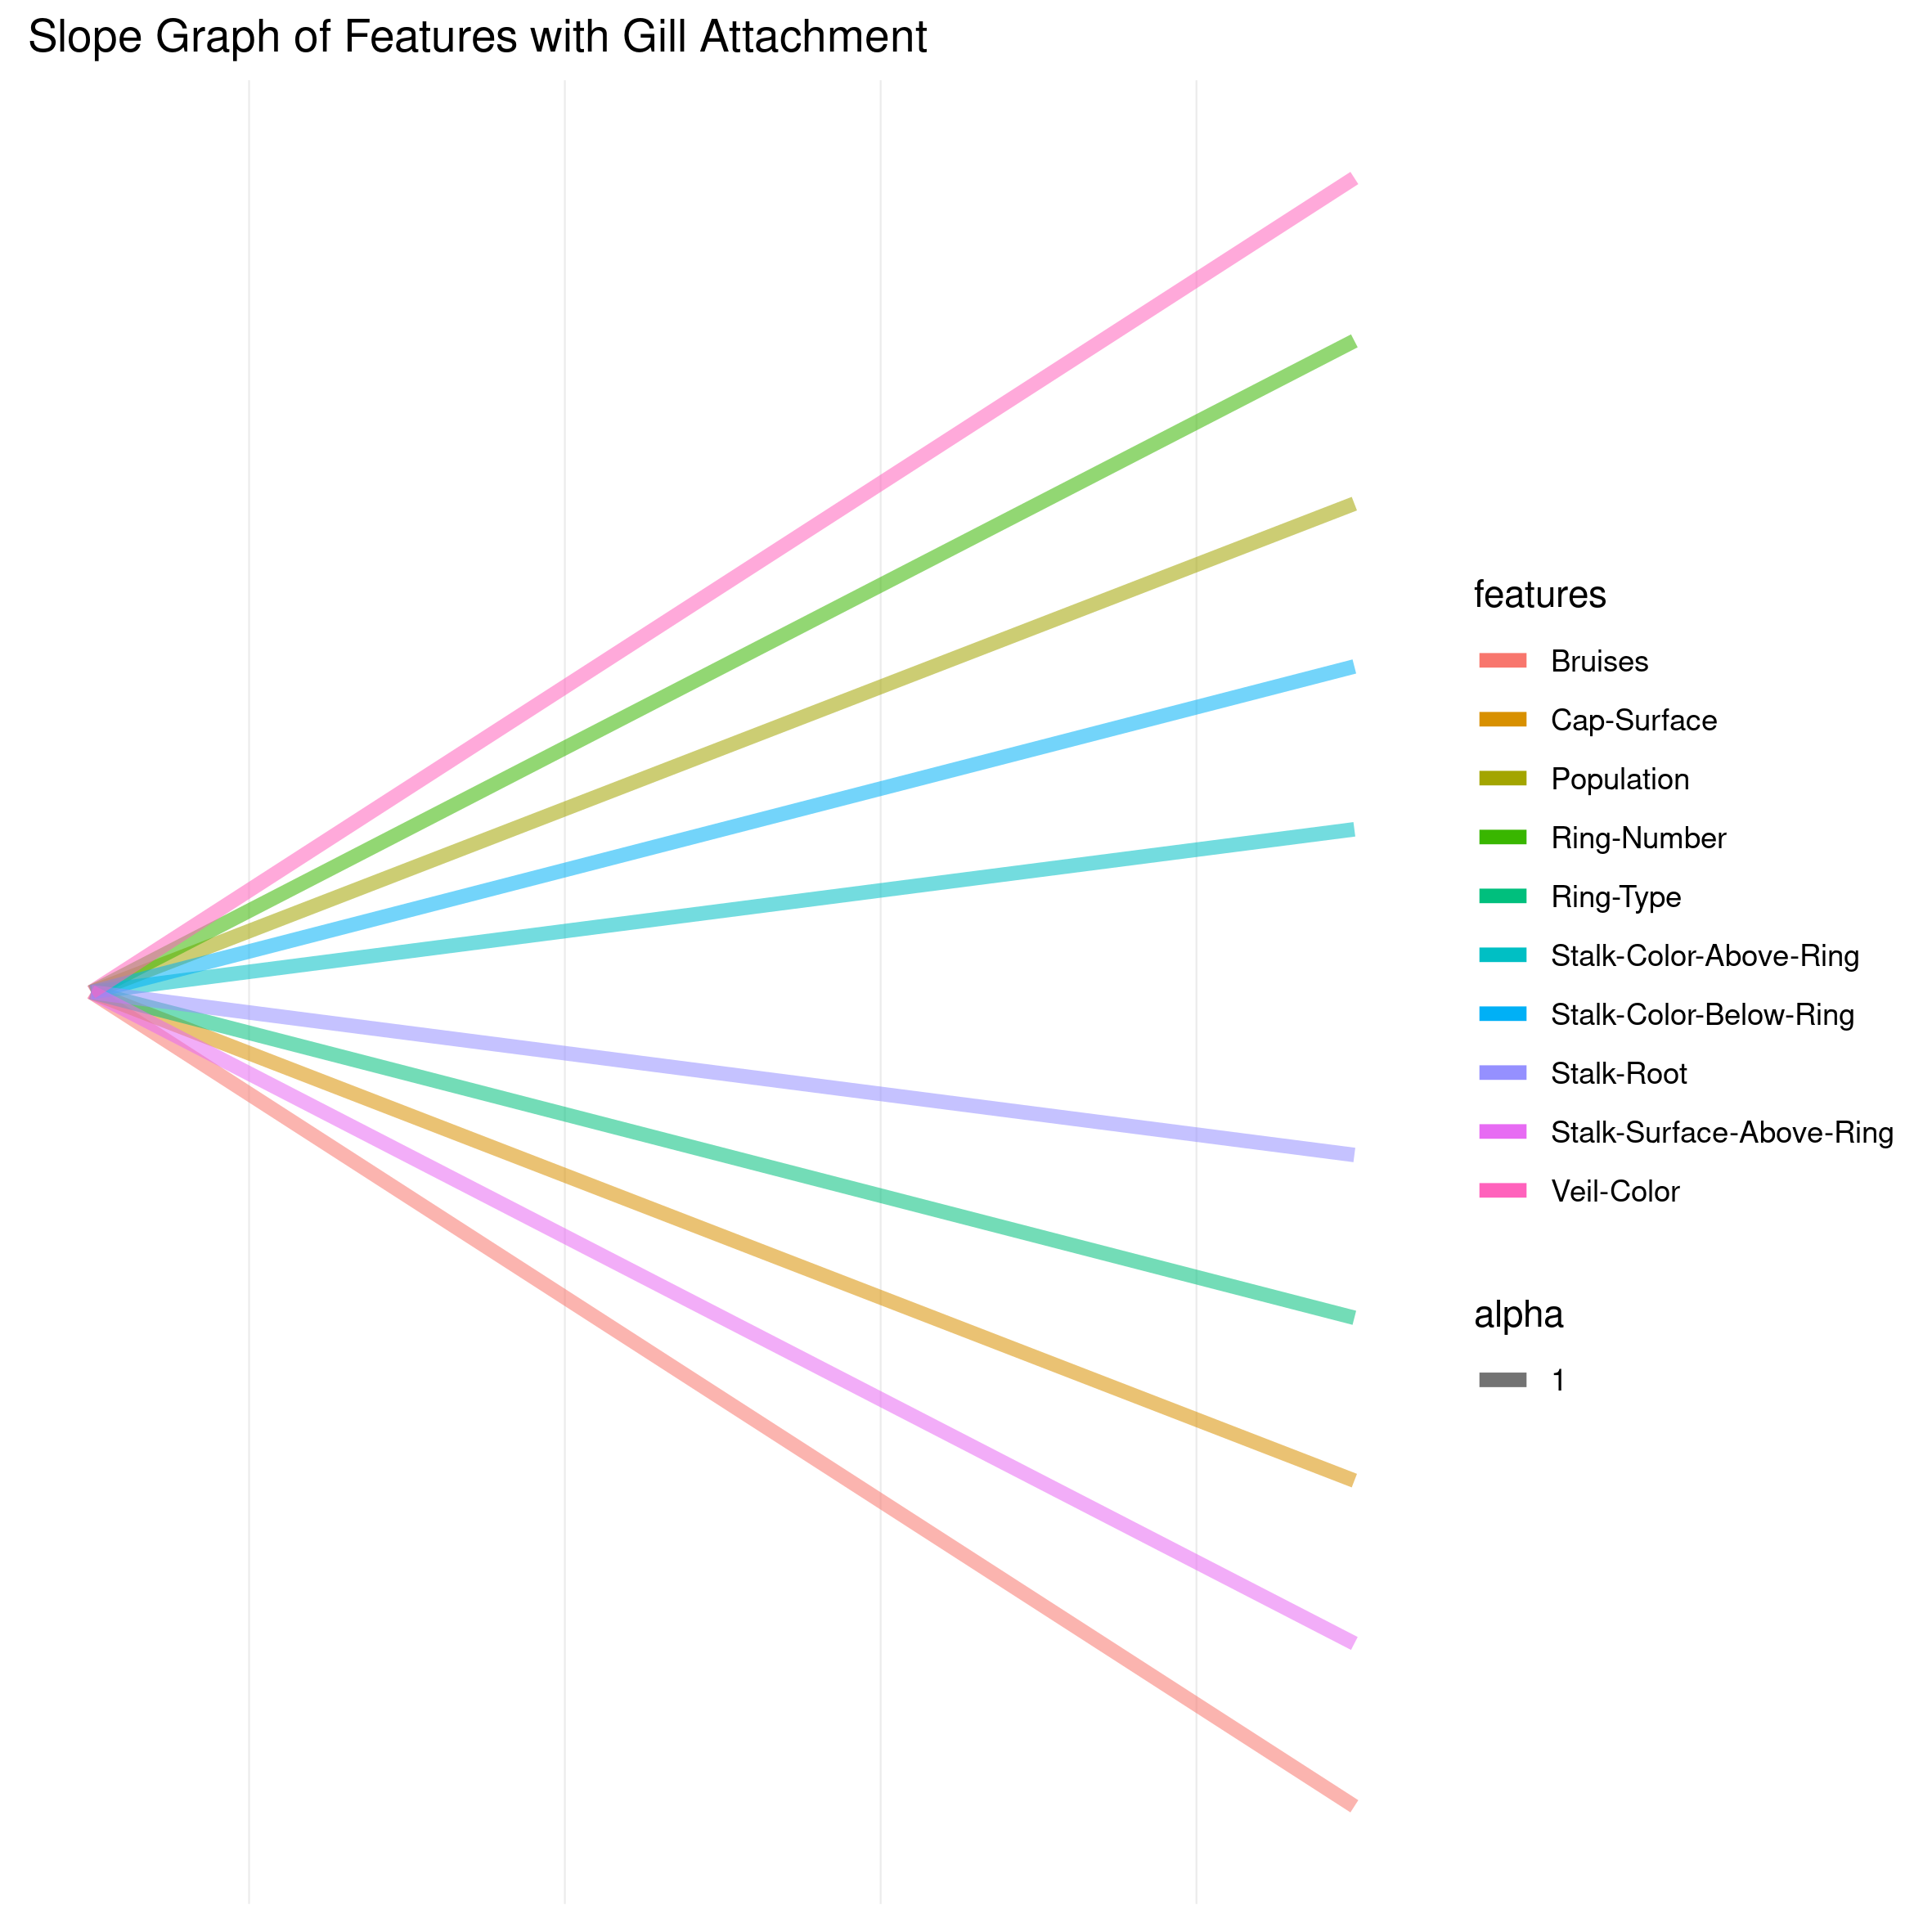 Slope Graph of Features with Gill Attachment
features
Bruises
Cap-Surface
Population
Ring-Number
Ring-Type
Stalk-Color-Above-Ring
Stalk-Color-Below-Ring
Stalk-Root
Stalk-Surface-Above-Ring
Veil-Color
alpha
1